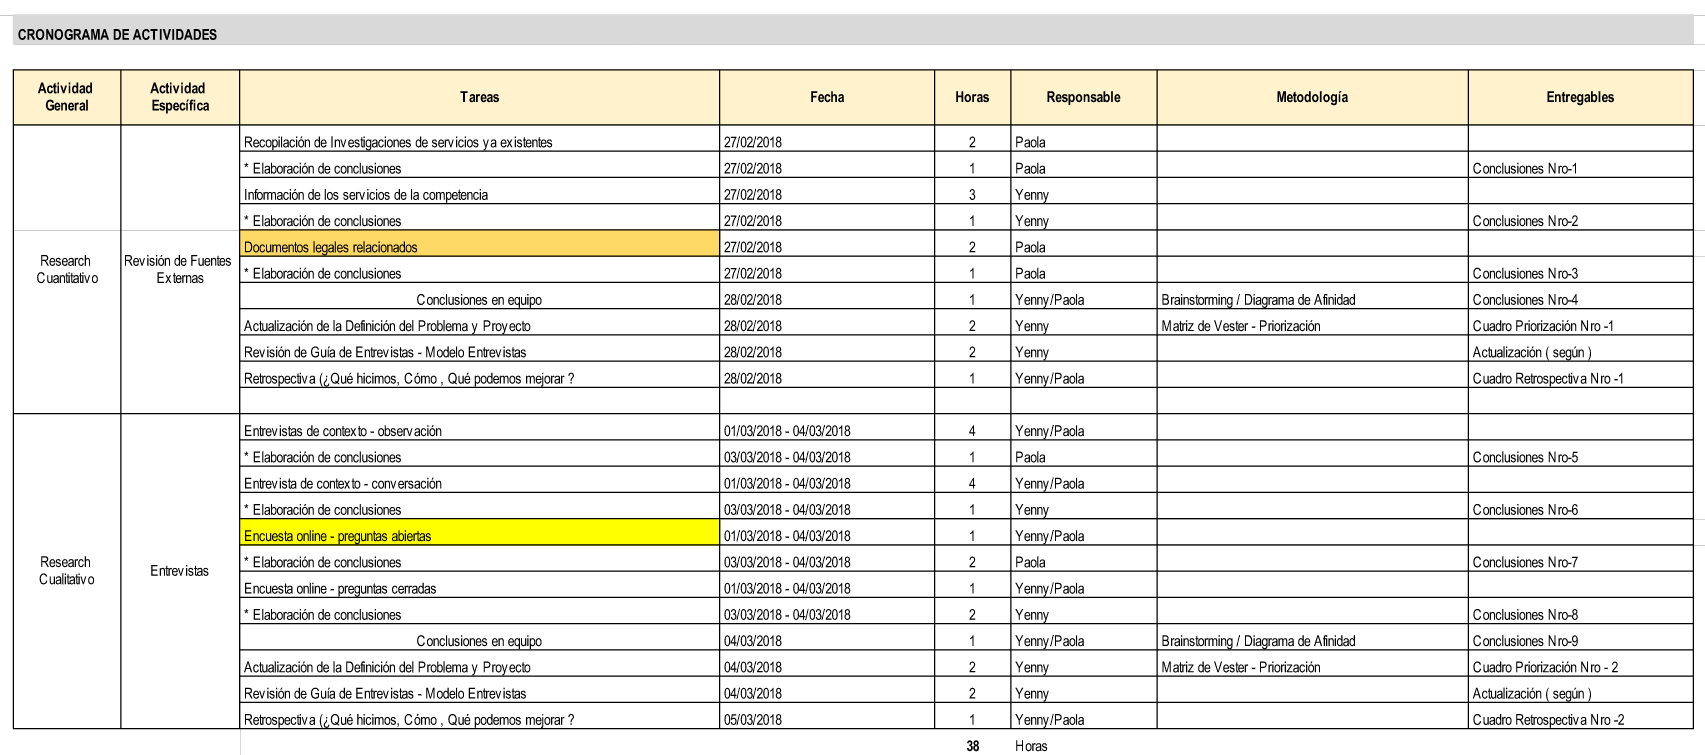 CRONOGRAMA DE ACTIVIDADES
Actividad General Actividad Específica Tareas Fecha Horas Responsable Metodología Entregables
Recopilación de Investigaciones de servicios ya existentes 27/02/2018 2 Paola
* Elaboración de conclusiones 27/02/2018 1 Paola Conclusiones Nro-1
Información de los servicios de la competencia 27/02/2018 3 Yenny
* Elaboración de conclusiones 27/02/2018 1 Yenny Conclusiones Nro-2
Research Cuantitativo Revisión de Fuentes Externas
Documentos legales relacionados 27/02/2018 2 Paola
* Elaboración de conclusiones 27/02/2018 1 Paola Conclusiones Nro-3
Conclusiones en equipo 28/02/2018 1 Yenny/Paola Brainstorming / Diagrama de Afinidad Conclusiones Nro-4
Actualización de la Definición del Problema y Proyecto 28/02/2018 2 Yenny Matriz de Vester - Priorización Cuadro Priorización Nro -1
Revisión de Guía de Entrevistas - Modelo Entrevistas 28/02/2018 2 Yenny Actualización ( según )
Retrospectiva (¿Qué hicimos, Cómo , Qué podemos mejorar ? 28/02/2018 1 Yenny/Paola Cuadro Retrospectiva Nro -1
Entrevistas de contexto - observación 01/03/2018 - 04/03/2018 4 Yenny/Paola
* Elaboración de conclusiones 03/03/2018 - 04/03/2018 1 Paola Conclusiones Nro-5
Entrevista de contexto - conversación 01/03/2018 - 04/03/2018 4 Yenny/Paola
* Elaboración de conclusiones 03/03/2018 - 04/03/2018 1 Yenny Conclusiones Nro-6
Encuesta online - preguntas abiertas 01/03/2018 - 04/03/2018 1 Yenny/Paola
Research Cualitativo Entrevistas
* Elaboración de conclusiones 03/03/2018 - 04/03/2018 2 Paola Conclusiones Nro-7
Encuesta online - preguntas cerradas 01/03/2018 - 04/03/2018 1 Yenny/Paola
* Elaboración de conclusiones 03/03/2018 - 04/03/2018 2 Yenny Conclusiones Nro-8
Conclusiones en equipo 04/03/2018 1 Yenny/Paola Brainstorming / Diagrama de Afinidad Conclusiones Nro-9
Actualización de la Definición del Problema y Proyecto 04/03/2018 2 Yenny Matriz de Vester - Priorización Cuadro Priorización Nro - 2
Revisión de Guía de Entrevistas - Modelo Entrevistas 04/03/2018 2 Yenny Actualización ( según )
Retrospectiva (¿Qué hicimos, Cómo , Qué podemos mejorar ? 05/03/2018 1 Yenny/Paola Cuadro Retrospectiva Nro -2
38 Horas